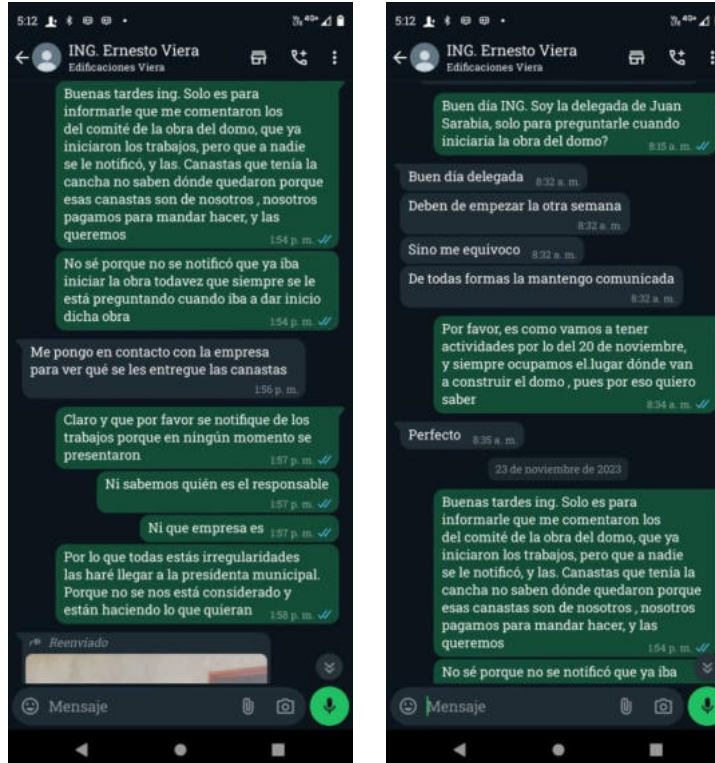 5:12
4G+
ING. Ernesto Viera
Edificaciones Viera
Buenas tardes ing. Solo es para
informarle que me comentaron los
del comité de la obra del domo, que ya
iniciaron los trabajos, pero que a nadie
se le notificó, y las. Canastas que tenía la
cancha no saben dónde quedaron porque
esas canastas son de nosotros , nosotros
pagamos para mandar hacer, y las
queremos
1:54 p. m.
No sé porque no se notificó que ya iba
iniciar la obra todavez que siempre se le
está preguntando cuando iba a dar inicio
dicha obra
1:54 p. m.
Me pongo en contacto con la empresa
para ver qué se les entregue las canastas
1:56 p. m.
Claro y que por favor se notifique de los
trabajos porque en ningún momento se
presentaron
1:57 p. m.
Ni sabemos quién es el responsable
1:57 p. m.
Ni que empresa es 1:57 p. m.
Por lo que todas estás irregularidades
las haré llegar a la presidenta municipal.
Porque no se nos está considerado y
están haciendo lo que quieran 1:58 p. m.
Reenviado
Mensaje
5:12
4G+
ING. Ernesto Viera
Edificaciones Viera
Buen día ING. Soy la delegada de Juan
Sarabia, solo para preguntarle cuando
iniciaría la obra del domo?
8:15 a. m.
Buen día delegada 8:32 a. m.
Deben de empezar la otra semana
8:32 a. m.
Sino me equivoco 8:32 a. m.
De todas formas la mantengo comunicada
8:32 a. m.
Por favor, es como vamos a tener
actividades por lo del 20 de noviembre,
y siempre ocupamos el.lugar dónde van
a construir el domo , pues por eso quiero
saber
8:34 a. m.
Perfecto 8:35 a. m.
23 de noviembre de 2023
Buenas tardes ing. Solo es para
informarle que me comentaron los
del comité de la obra del domo, que ya
iniciaron los trabajos, pero que a nadie
se le notificó, y las. Canastas que tenía la
cancha no saben dónde quedaron porque
esas canastas son de nosotros , nosotros
pagamos para mandar hacer, y las
queremos
1:54 p. m.
No sé porque no se notificó que ya iba
Mensaje